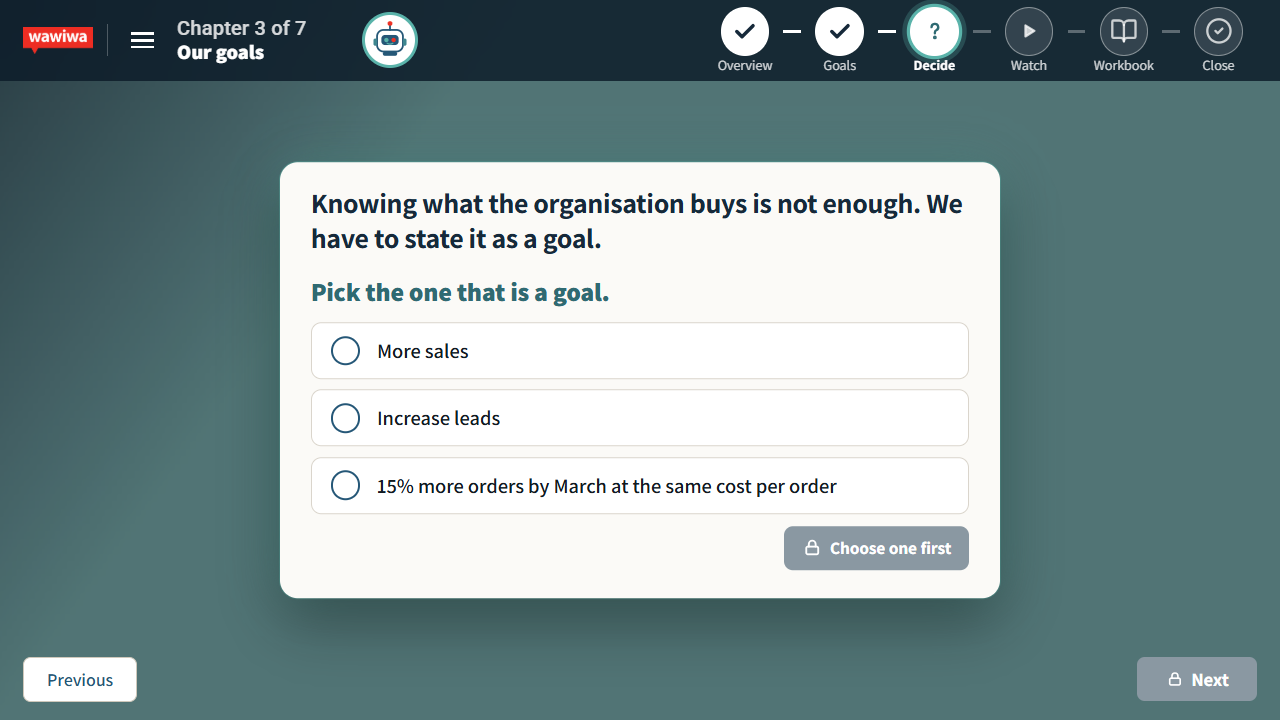 wawiwa
Chapter 3 of 7
Our goals
Overview
Goals
?
Decide
Watch
Workbook
Close
Knowing what the organisation buys is not enough. We
have to state it as a goal.
Pick the one that is a goal.
More sales
Increase leads
15% more orders by March at the same cost per order
Choose one first
Previous
Next